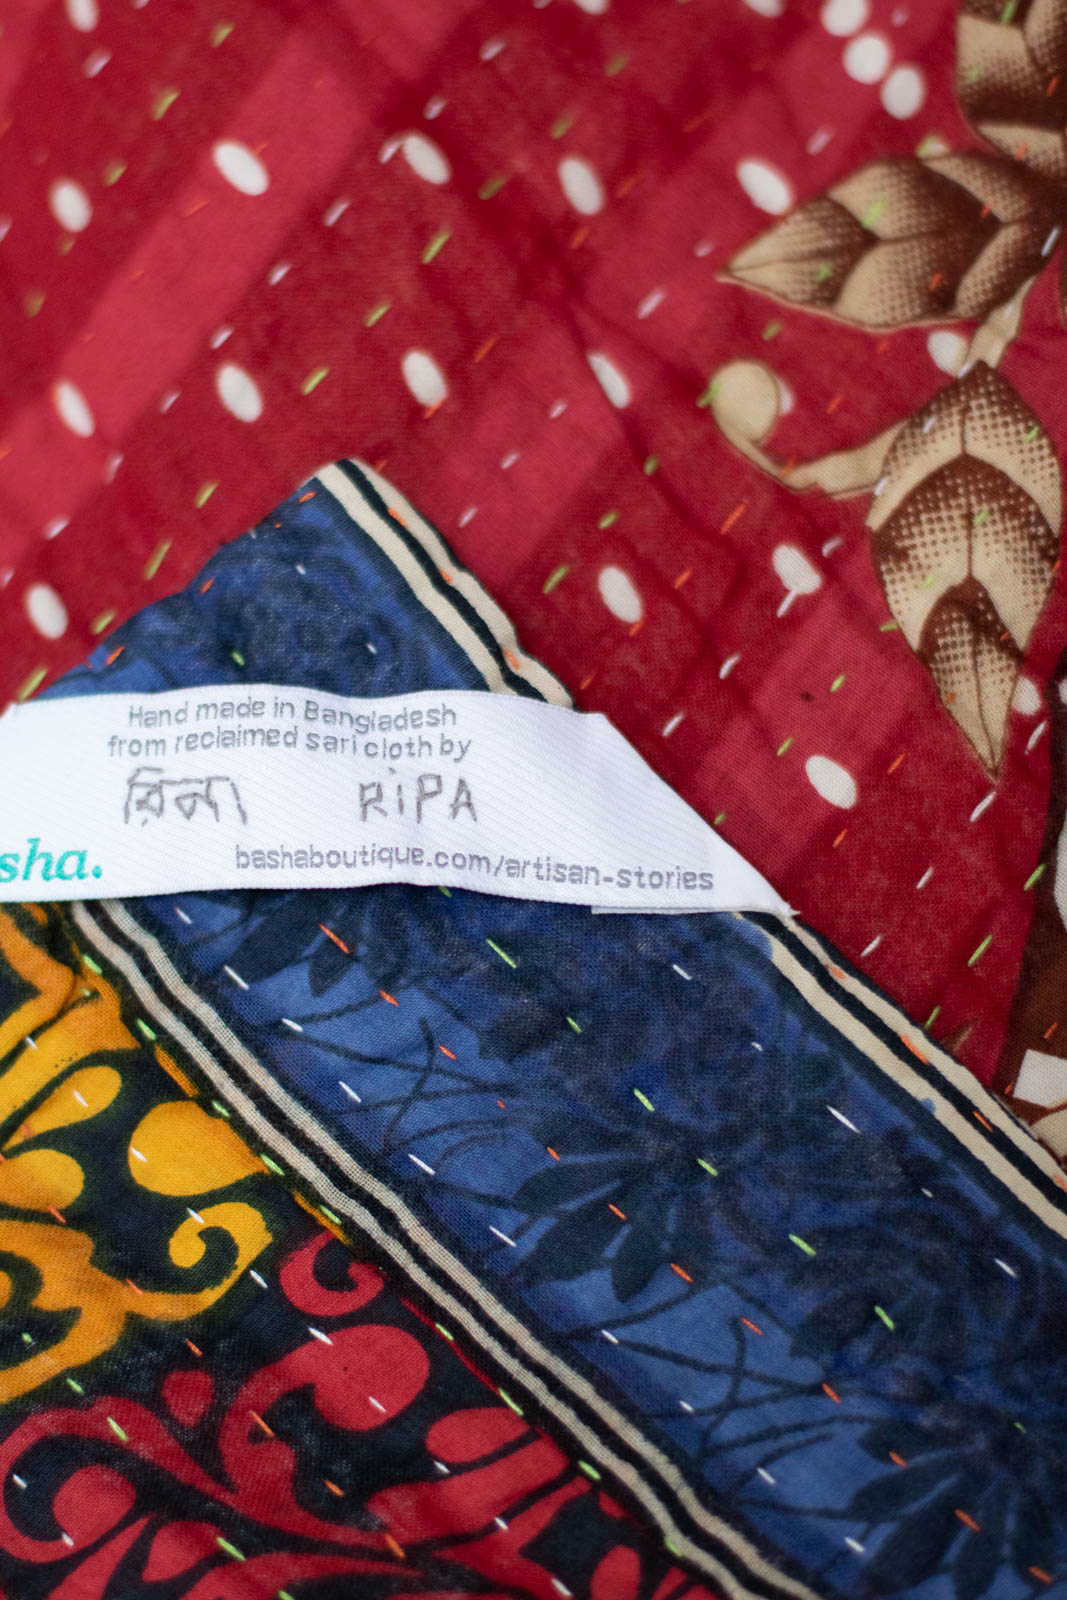 Hand made in Bangladesh
from reclaimed sari cloth by
রিপা RiPA
sha.
bashaboutique.com/artisan-stories